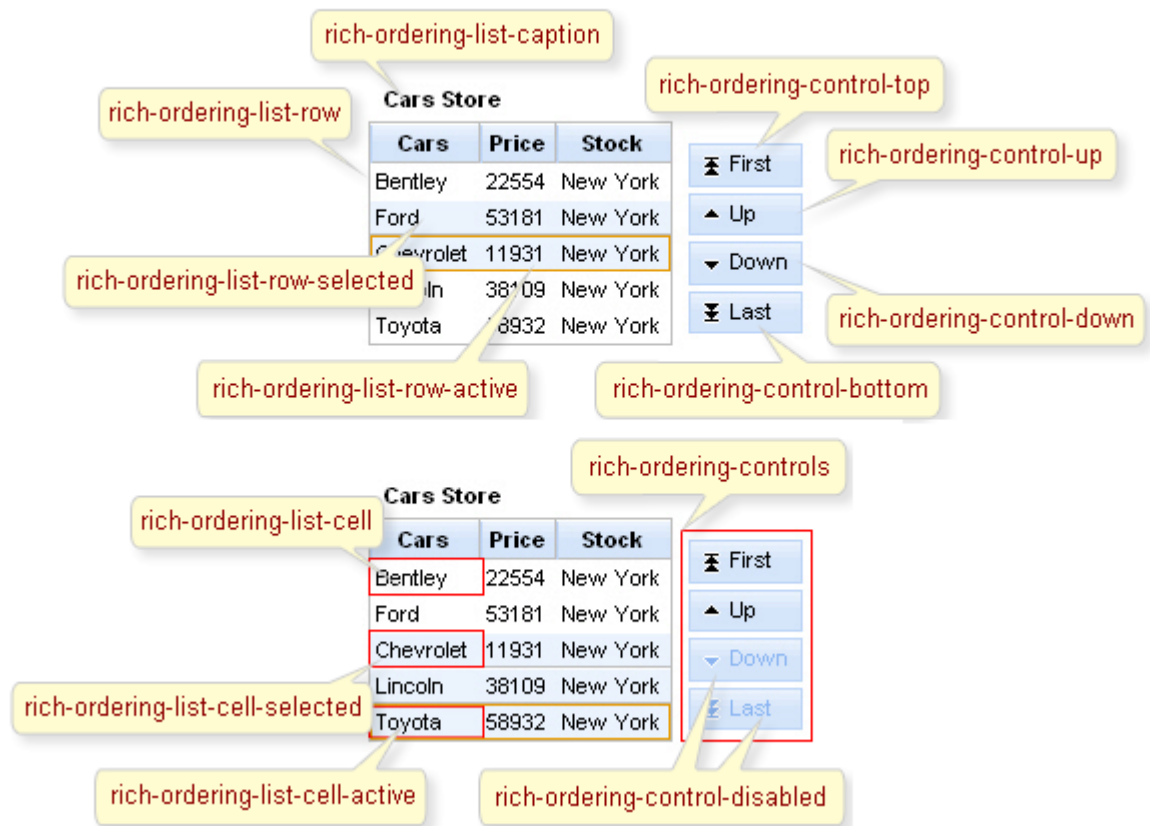 rich-ordering-list-caption
rich-ordering-control-top
rich-ordering-list-row
Cars Store
Cars Price Stock
First
rich-ordering-control-up
Bentley 22554 New York
Up
Ford 53181 New York
Chevrolet 11931 New York
Down
rich-ordering-list-row-selected
38109 New York
Last
rich-ordering-control-down
Toyota New York
rich-ordering-list-row-active
rich-ordering-control-bottom
rich-ordering-controls
Cars Store
rich-ordering-list-cell
Cars Price Stock
First
Bentley 22554 New York
Up
Ford 53181 New York
Chevrolet 11931 New York
Down
Lincoln 38109 New York
rich-ordering-list-cell-selected
Last
Toyota 58932 New York
rich-ordering-list-cell-active
rich-ordering-control-disabled